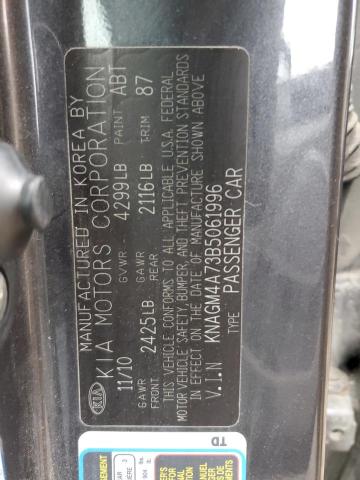 MANUFACTURED IN KOREA BY
KIA KIA MOTORS CORPORATION
11/10 GVWR 4299LB PAINT ABT
GAWR FRONT 2425LB GAWR REAR 2116LB TRIM 87
THIS VEHICLE CONFORMS TO ALL APPLICABLE U.S.A. FEDERAL
MOTOR VEHICLE SAFETY, BUMPER, AND THEFT PREVENTION STANDARDS
IN EFFECT ON THE DATE OF MANUFACTURE SHOWN ABOVE
V.I.N KNAGM4A73B5061996
TYPE PASSENGER CAR
TD